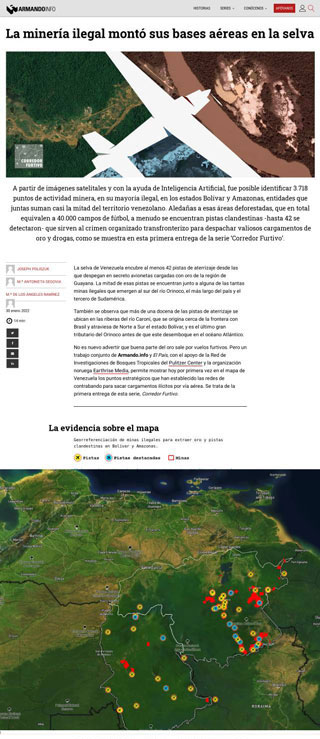 ARMANDOINFO
HISTORIAS
SERIES
CONÓCENOS
APÓYANOS
La minería ilegal montó sus bases aéreas en la selva
CORREDOR
FURTIVO
A partir de imágenes satelitales y con la ayuda de Inteligencia Artificial, fue posible identificar 3.718
puntos de actividad minera, en su mayoría ilegal, en los estados Bolívar y Amazonas, entidades que
juntas suman casi la mitad del territorio venezolano. Aledañas a esas áreas deforestadas, que en total
equivalen a 40.000 campos de fútbol, a menudo se encuentran pistas clandestinas -hasta 42 se
detectaron- que sirven al crimen organizado transfronterizo para despachar valiosos cargamentos de
oro y drogas, como se muestra en esta primera entrega de la serie 'Corredor Furtivo'.
JOSEPH POLISZUK
Mª ANTONIETA SEGOVIA
Mª DE LOS ÁNGELES RAMÍREZ
30 enero, 2022
La selva de Venezuela encubre al menos 42 pistas de aterrizaje desde las
que despegan en secreto avionetas cargadas con oro de la región de
Guayana. La mitad de esas pistas se encuentran junto a alguna de las tantas
minas ilegales que emergen al sur del río Orinoco, el más largo del país y el
tercero de Sudamérica.
También se observa que más de una docena de las pistas de aterrizaje se
ubican en las riberas del río Caroní, que se origina cerca de la frontera con
Brasil y atraviesa de Norte a Sur el estado Bolívar, y es el último gran
tributario del Orinoco antes de que este desemboque en el océano Atlántico.
No es nuevo advertir que buena parte del oro sale por vuelos furtivos. Pero un
trabajo conjunto de Armando.info y El País, con el apoyo de la Red de
Investigaciones de Bosques Tropicales del Pulitzer Center y la organización
noruega Earthrise Media, permite mostrar hoy por primera vez en el mapa de
Venezuela los puntos estratégicos que han establecido las redes de
contrabando para sacar cargamentos ilícitos por vía aérea. Se trata de la
primera entrega de esta serie, Corredor Furtivo.
La evidencia sobre el mapa
Georreferenciación de minas ilegales para extraer oro y pistas
clandestinas en Bolívar y Amazonas.
Pistas
Pistas destacadas
Minas
RORAIMA